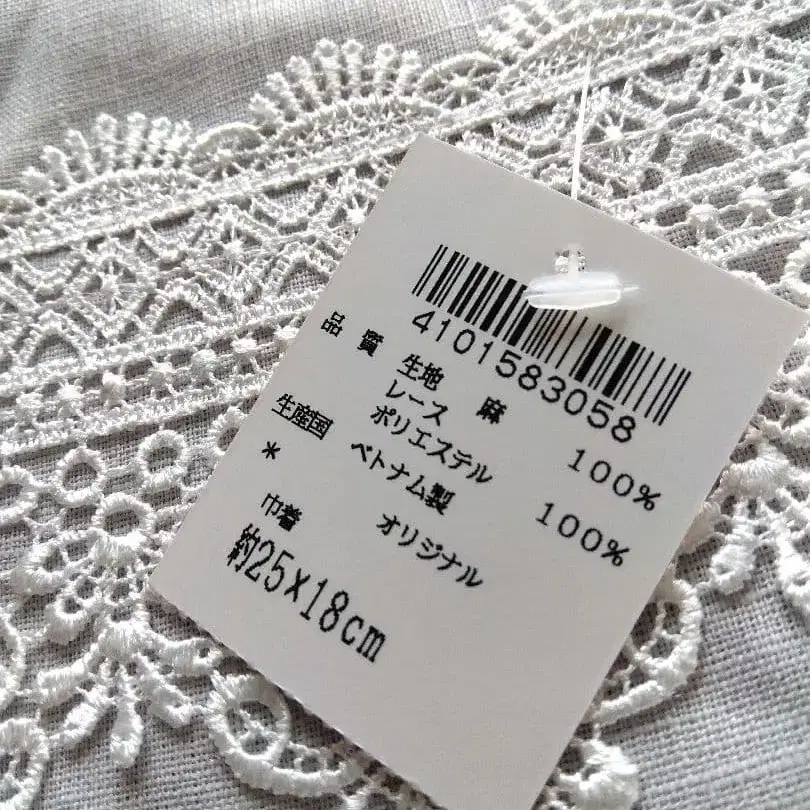 4101583058
品質 生地 麻 100%
レース
ポリエステル 100%
生産国 ベトナム製
*
巾着 オリジナル
約25x18cm